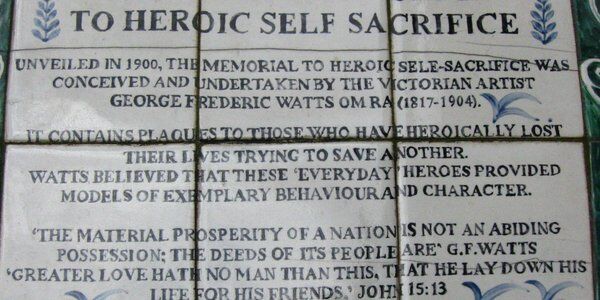 TO HEROIC SELF SACRIFICE
UNVEILED IN 1900, THE MEMORIAL TO HEROIC SELF-SACRIFICE WAS
CONCEIVED AND UNDERTAKEN BY THE VICTORIAN ARTIST
GEORGE FREDERIC WATTS OM RA (1817-1904).
IT CONTAINS PLAQUES TO THOSE WHO HAVE HEROICALLY LOST
THEIR LIVES TRYING TO SAVE ANOTHER.
WATTS BELIEVED THAT THESE 'EVERYDAY' HEROES PROVIDED
MODELS OF EXEMPLARY BEHAVIOUR AND CHARACTER.
'THE MATERIAL PROSPERITY OF A NATION IS NOT AN ABIDING
POSSESSION; THE DEEDS OF ITS PEOPLE ARE' G.F.WATTS
'GREATER LOVE HATH NO MAN THAN THIS, THAT HE LAY DOWN HIS
LIFE FOR HIS FRIENDS.' JOHN 15:13